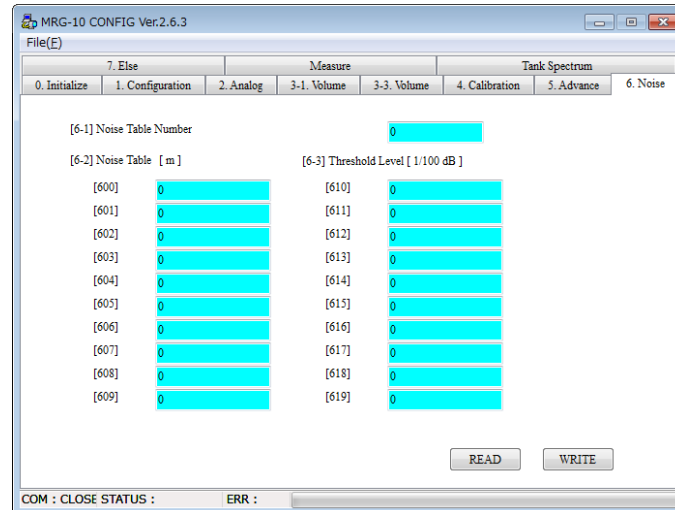 MRG-10 CONFIG Ver.2.6.3
File(F)
7. Else Measure Tank Spectrum
0. Initialize 1. Configuration 2. Analog 3-1. Volume 3-3. Volume 4. Calibration 5. Advance 6. Noise
[6-1] Noise Table Number 0
[6-2] Noise Table [ m ] [6-3] Threshold Level [ 1/100 dB ]
[600] 0 [610] 0
[601] 0 [611] 0
[602] 0 [612] 0
[603] 0 [613] 0
[604] 0 [614] 0
[605] 0 [615] 0
[606] 0 [616] 0
[607] 0 [617] 0
[608] 0 [618] 0
[609] 0 [619] 0
READ WRITE
COM : CLOSE STATUS : ERR :